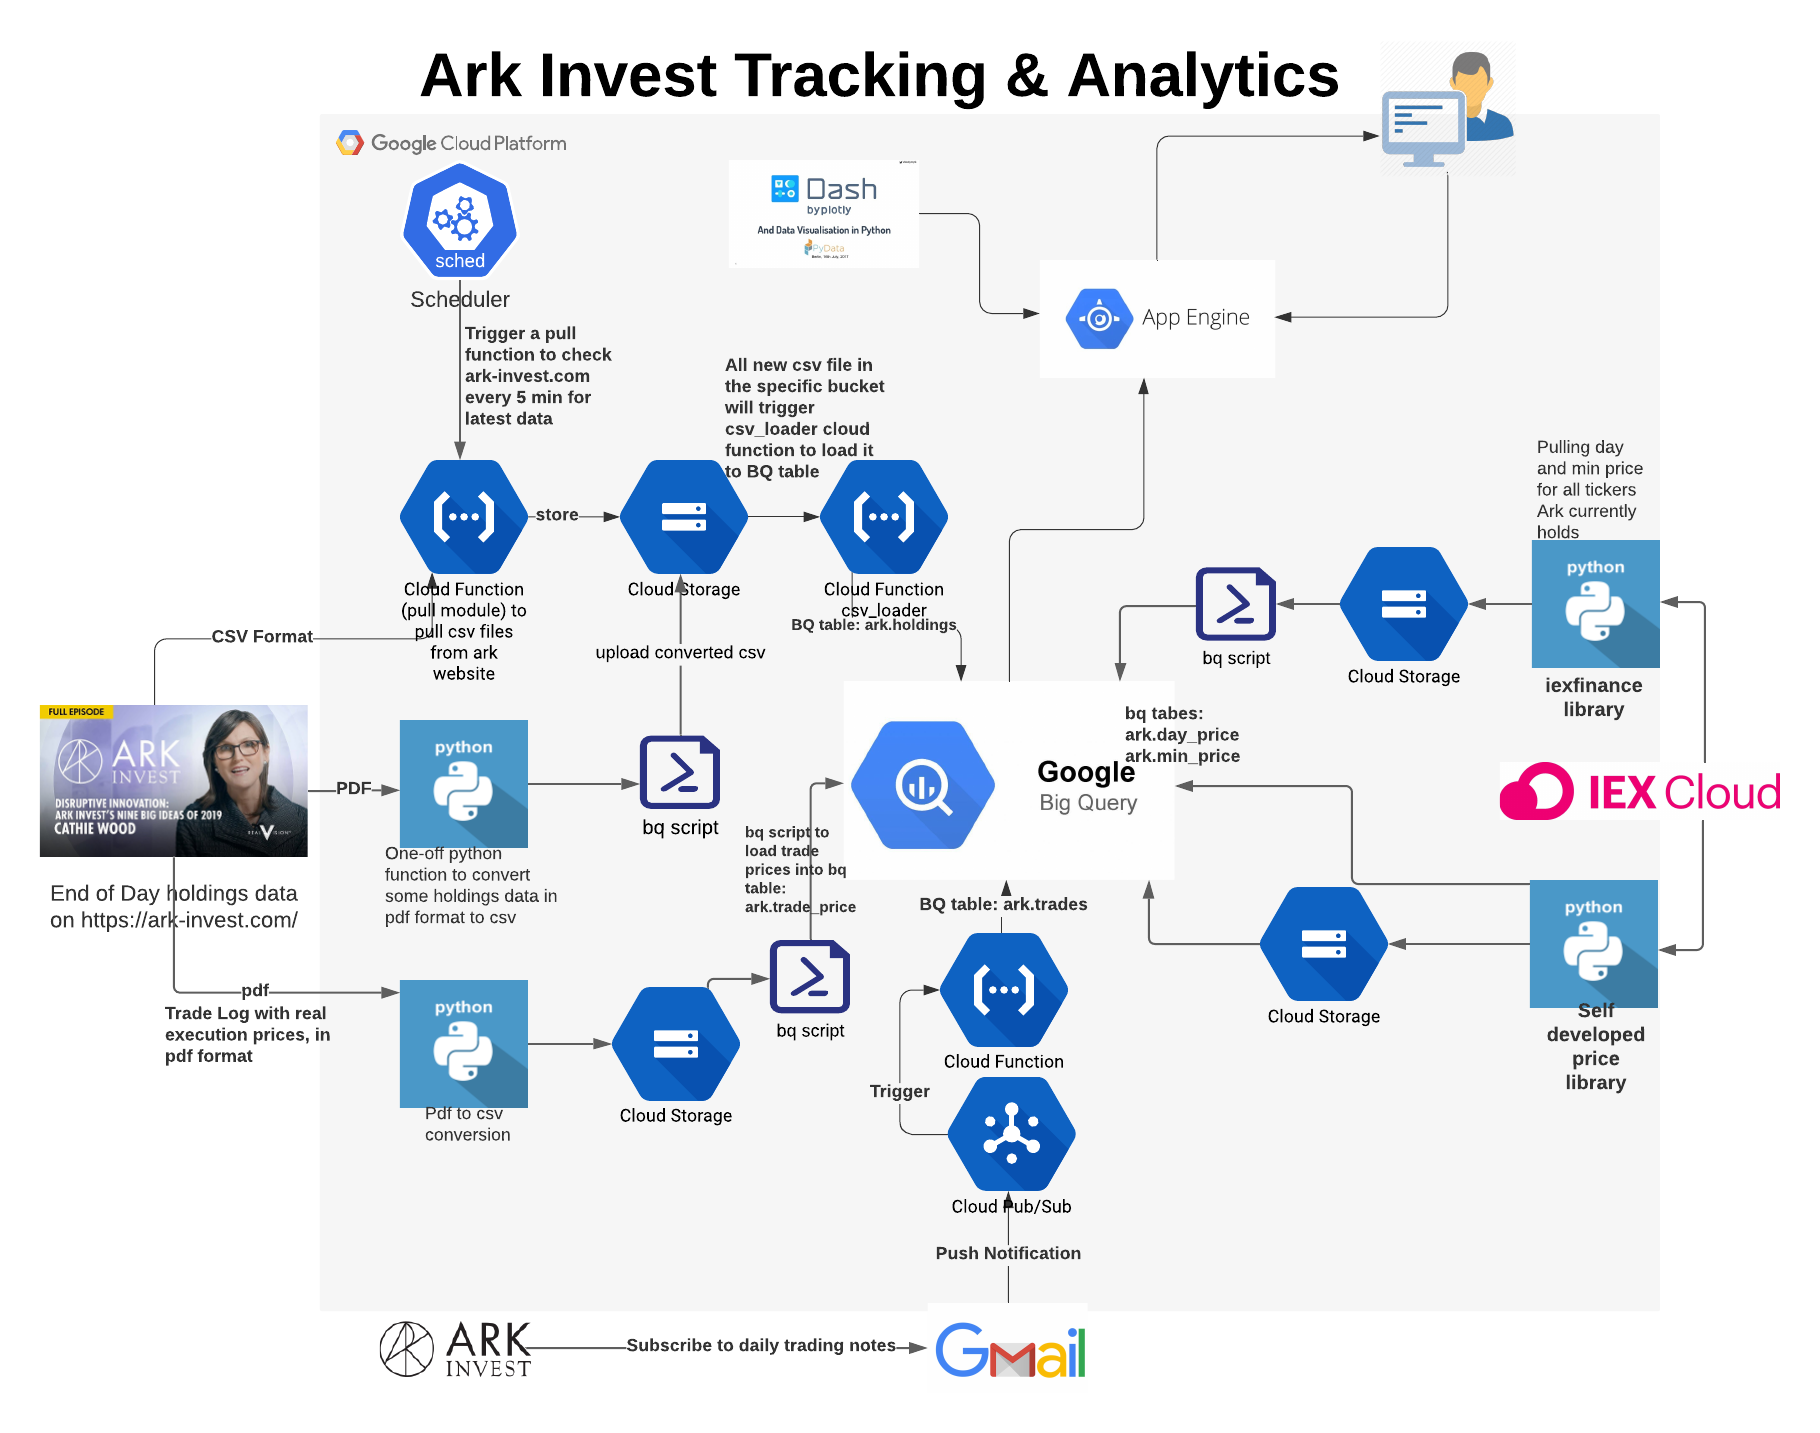 Ark Invest Tracking & Analytics
Google Cloud Platform
sched
Scheduler
Trigger a pull
function to check
ark-invest.com
every 5 min for
latest data
Dash
byplotly
And Data Visualisation in Python
PyData
Berlin, 19th July, 2017
App Engine
All new csv file in
the specific bucket
will trigger
csv_loader cloud
function to load it
to BQ table
store
Cloud Function
(pull module) to
pull csv files
from ark
website
Cloud Storage
Cloud Function
csv_loader
BQ table: ark.holdings
CSV Format
upload converted csv
Pulling day
and min price
for all tickers
Ark currently
holds
python
iexfinance
library
Cloud Storage
bq script
FULL EPISODE
ARK
INVEST
DISRUPTIVE INNOVATION:
ARK INVEST'S NINE BIG IDEAS OF 2019
CATHIE WOOD
REAL VISION
End of Day holdings data
on https://ark-invest.com/
PDF
python
One-off python
function to convert
some holdings data in
pdf format to csv
bq script
bq script to
load trade
prices into bq
table:
ark.trade_price
Google
Big Query
bq tabes:
ark.day_price
ark.min_price
IEX Cloud
BQ table: ark.trades
pdf
Trade Log with real
execution prices, in
pdf format
python
Pdf to csv
conversion
Cloud Storage
bq script
Cloud Function
Trigger
Cloud Pub/Sub
Push Notification
Cloud Storage
python
Self
developed
price
library
ARK
INVEST
Subscribe to daily trading notes
Gmail